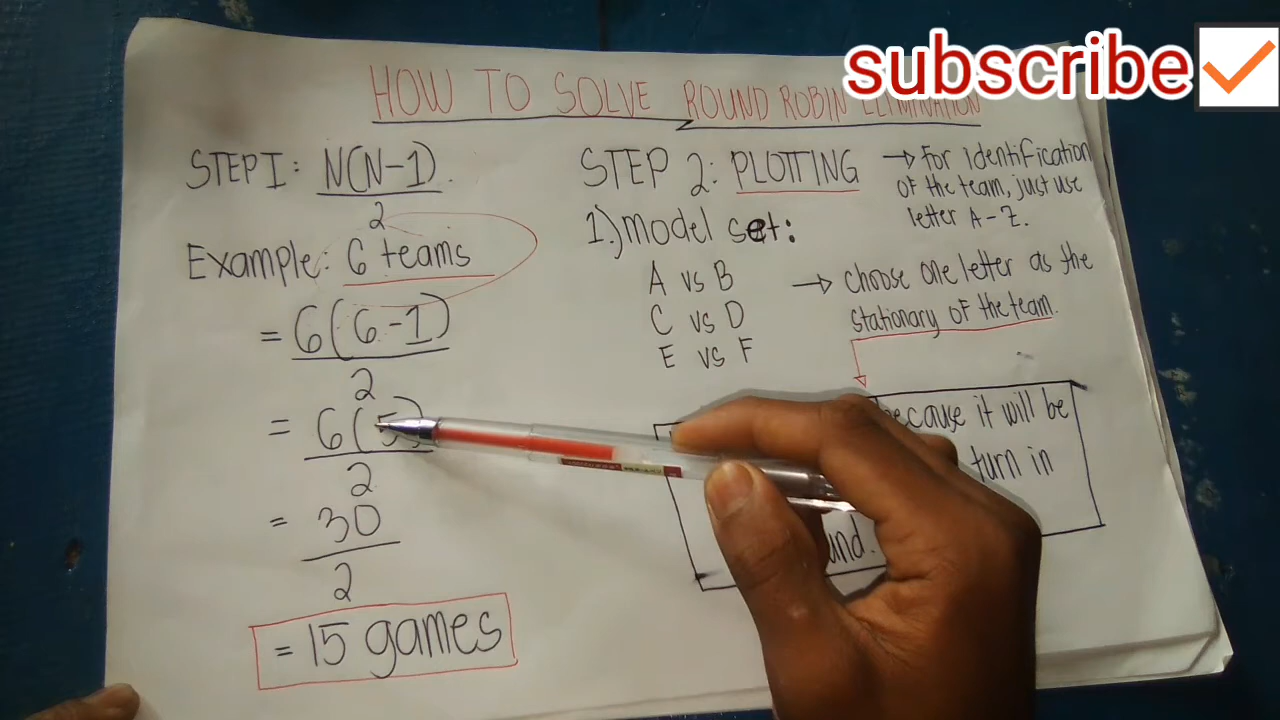 subscribe
HOW TO SOLVE ROUND ROBIN ELIMINATION
STEP I: N(N-1)
2
Example: 6 teams
= 6(6-1)
2
= 6(5)
2
= 30
2
= 15 games
STEP 2: PLOTTING
→ For identification
of the team, just use
letter A-Z.
1.) model set:
A vs B
C vs D
E vs F
→ choose one letter as the
stationary of the team.
because it will be
turn in